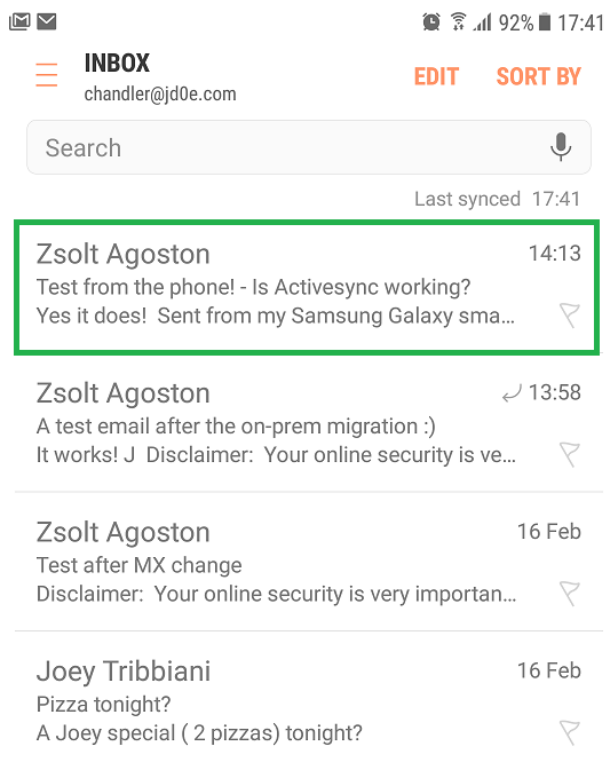 92% 17:41
INBOX
chandler@jd0e.com
EDIT SORT BY
Search
Last synced 17:41
Zsolt Agoston 14:13
Test from the phone! - Is Activesync working?
Yes it does! Sent from my Samsung Galaxy sma...
Zsolt Agoston 13:58
A test email after the on-prem migration :)
It works! J Disclaimer: Your online security is ve...
Zsolt Agoston 16 Feb
Test after MX change
Disclaimer: Your online security is very importan...
Joey Tribbiani 16 Feb
Pizza tonight?
A Joey special ( 2 pizzas) tonight?